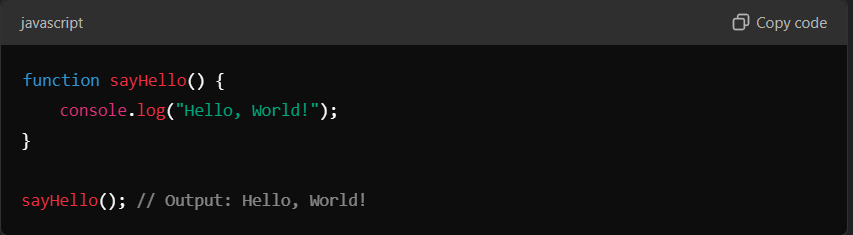 javascript
Copy code
function sayHello() {
    console.log("Hello, World!");
}
sayHello(); // Output: Hello, World!